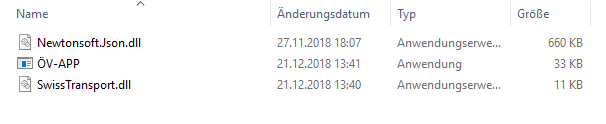 Name Änderungsdatum Typ Größe
Newtonsoft.Json.dll 27.11.2018 18:07 Anwendungserwe... 660 KB
ÖV-APP 21.12.2018 13:41 Anwendung 33 KB
SwissTransport.dll 21.12.2018 13:40 Anwendungserwe... 11 KB